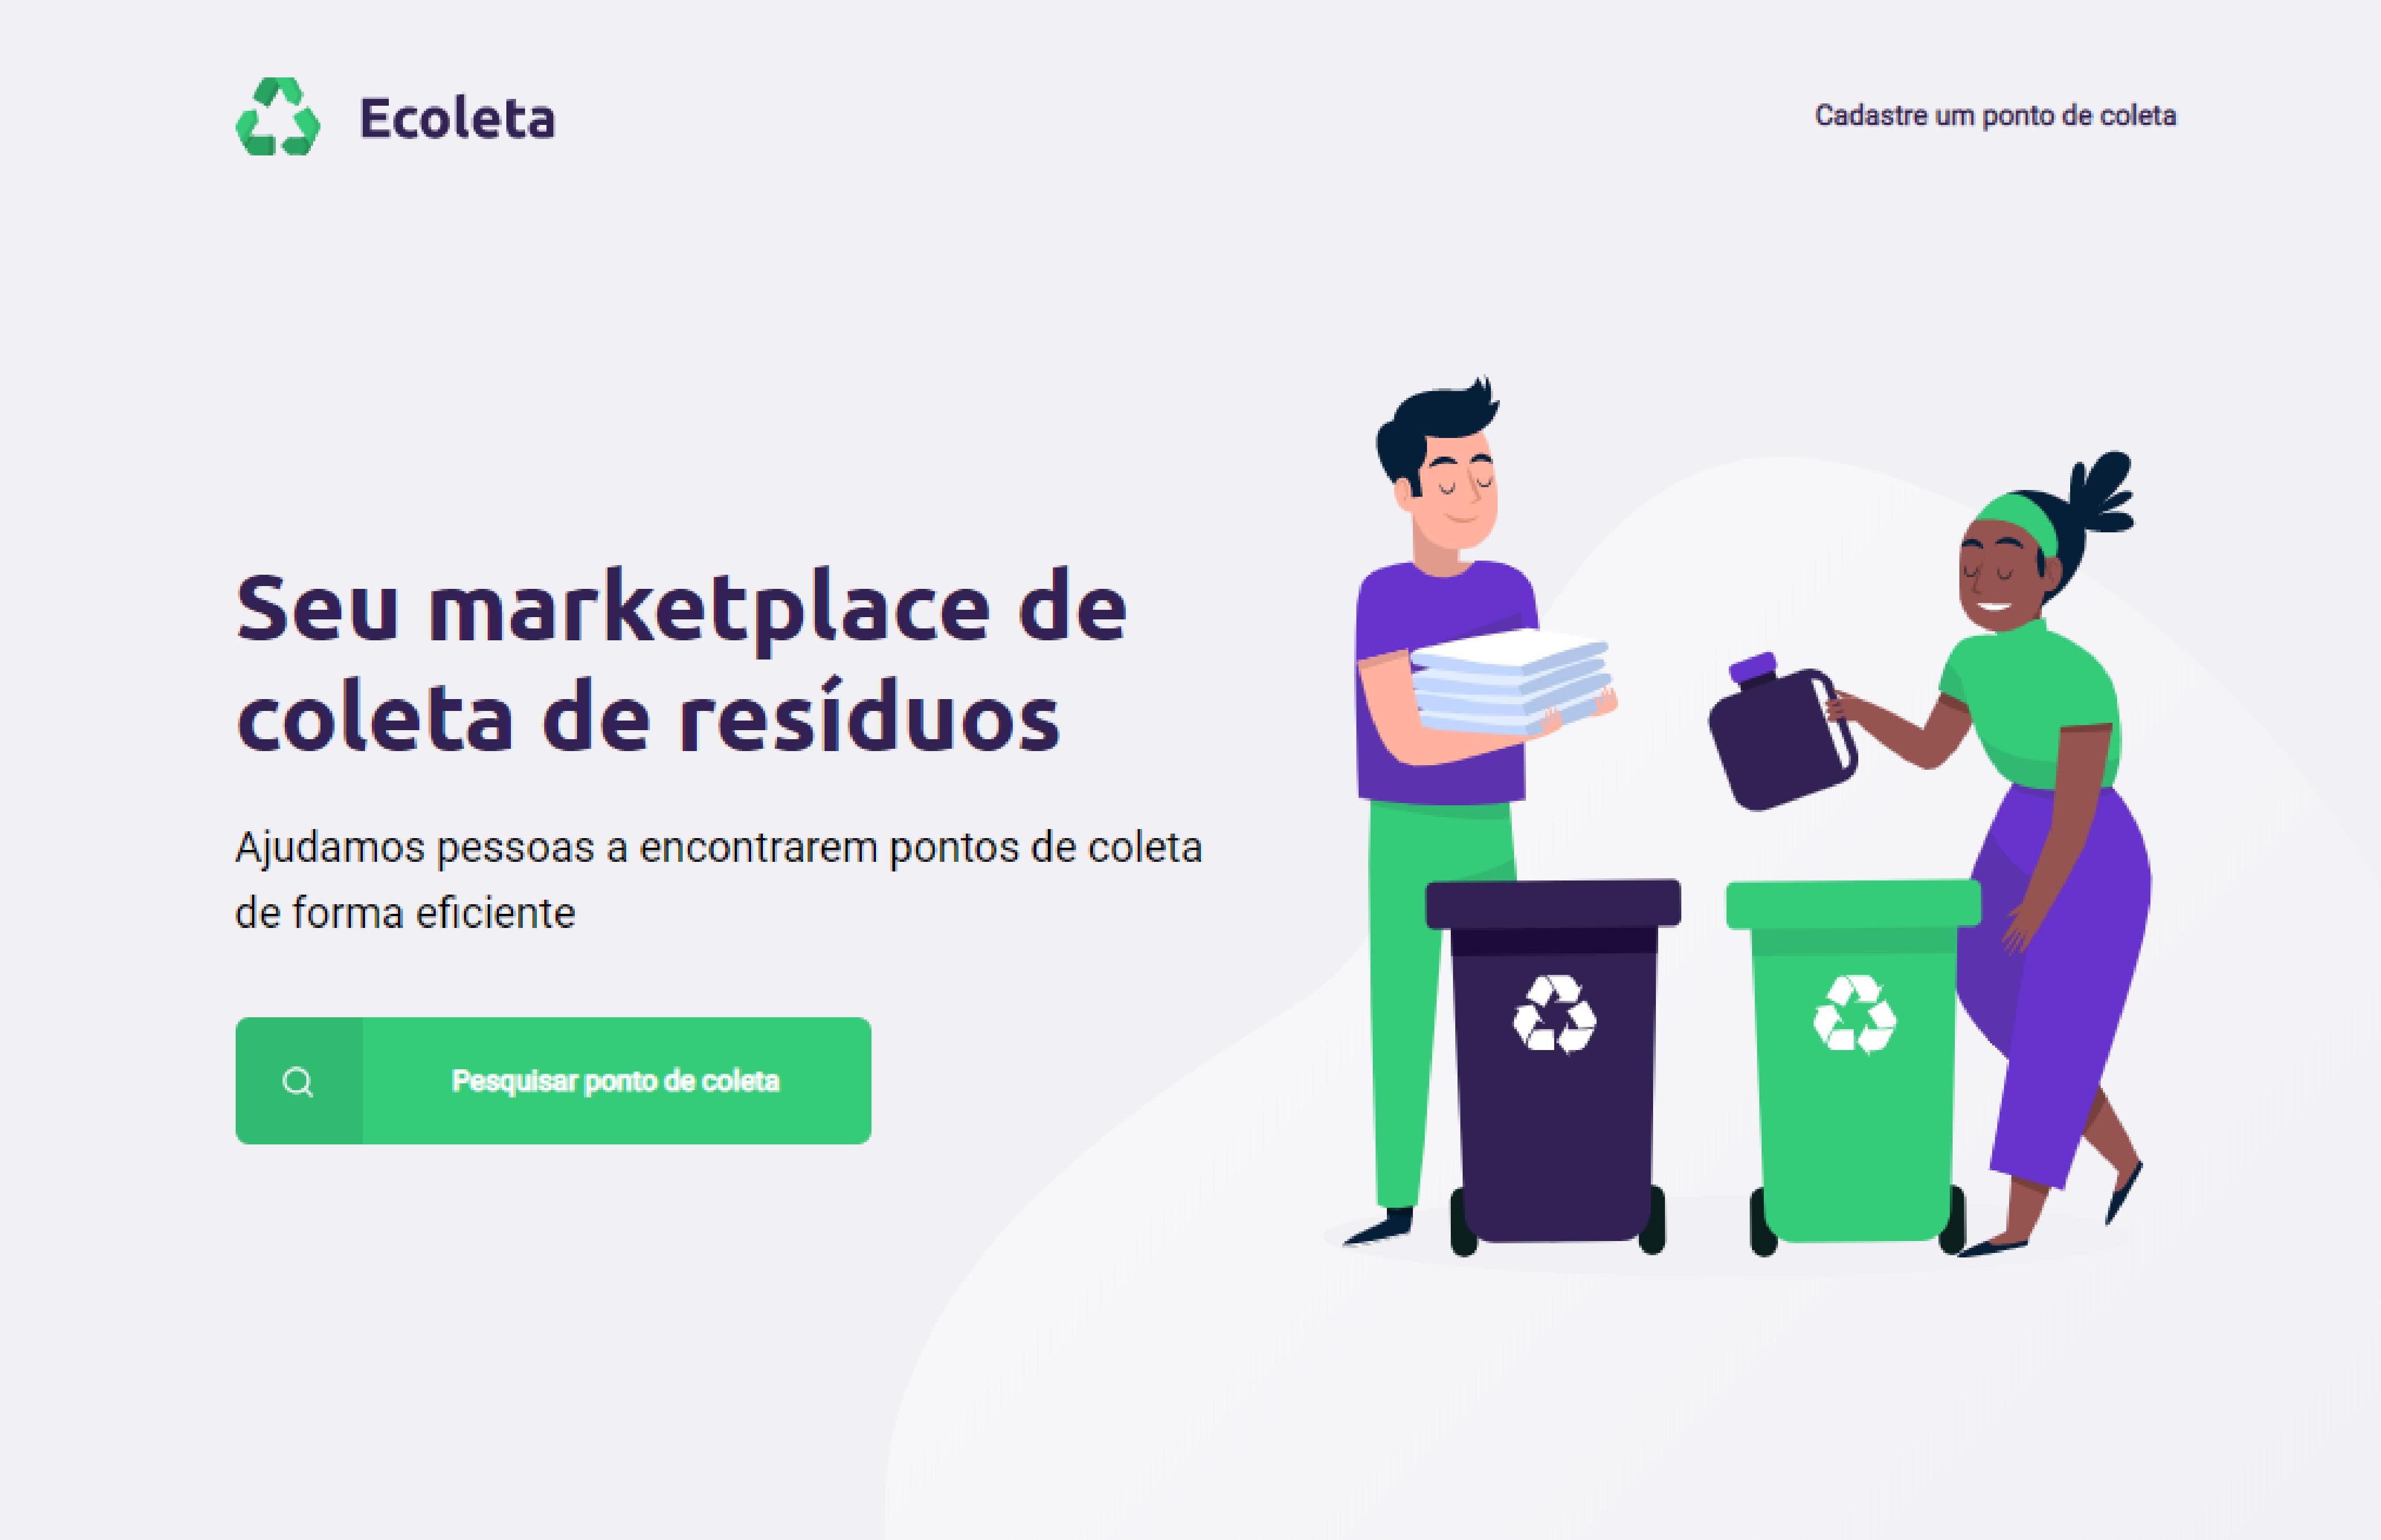 Ecoleta
Cadastre um ponto de coleta
Seu marketplace de
coleta de resíduos
Ajudamos pessoas a encontrarem pontos de coleta
de forma eficiente
Pesquisar ponto de coleta